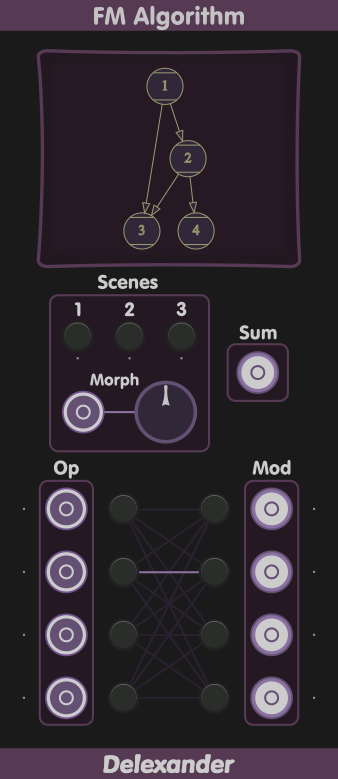 FM Algorithm
1
2
3 4
Scenes
1 2 3
Sum
Morph
Op Mod
Delexander